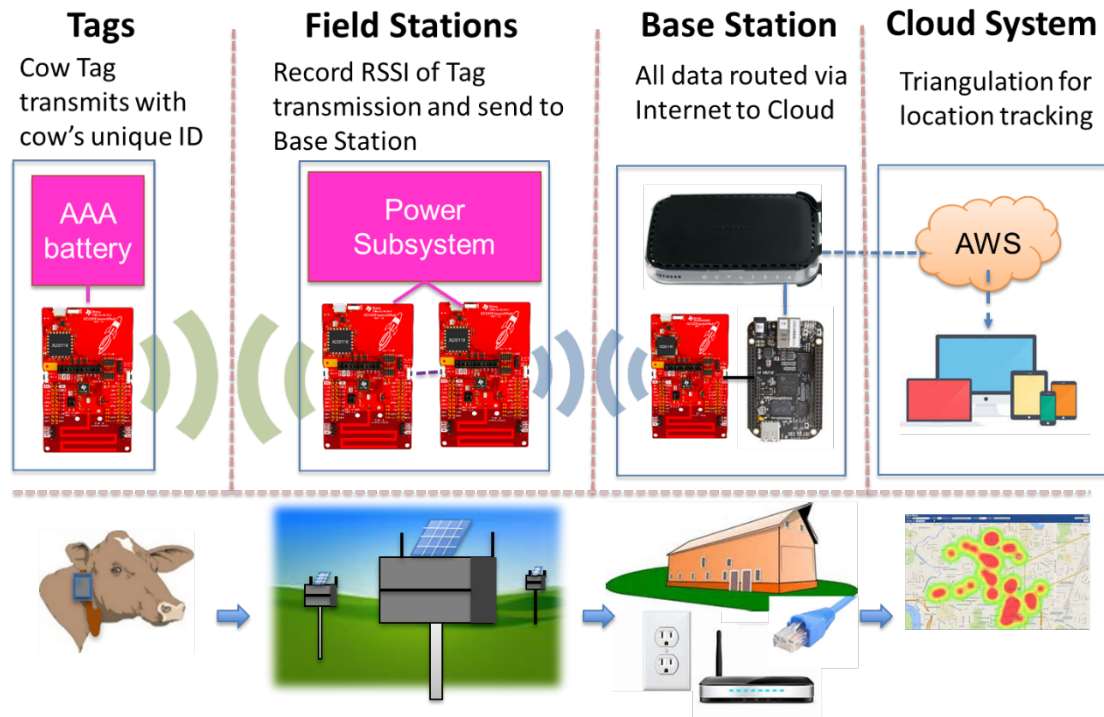 Tags
Cow Tag
transmits with
cow's unique ID
AAA
battery
Field Stations
Record RSSI of Tag
transmission and send to
Base Station
Power
Subsystem
Base Station
All data routed via
Internet to Cloud
Cloud System
Triangulation for
location tracking
AWS